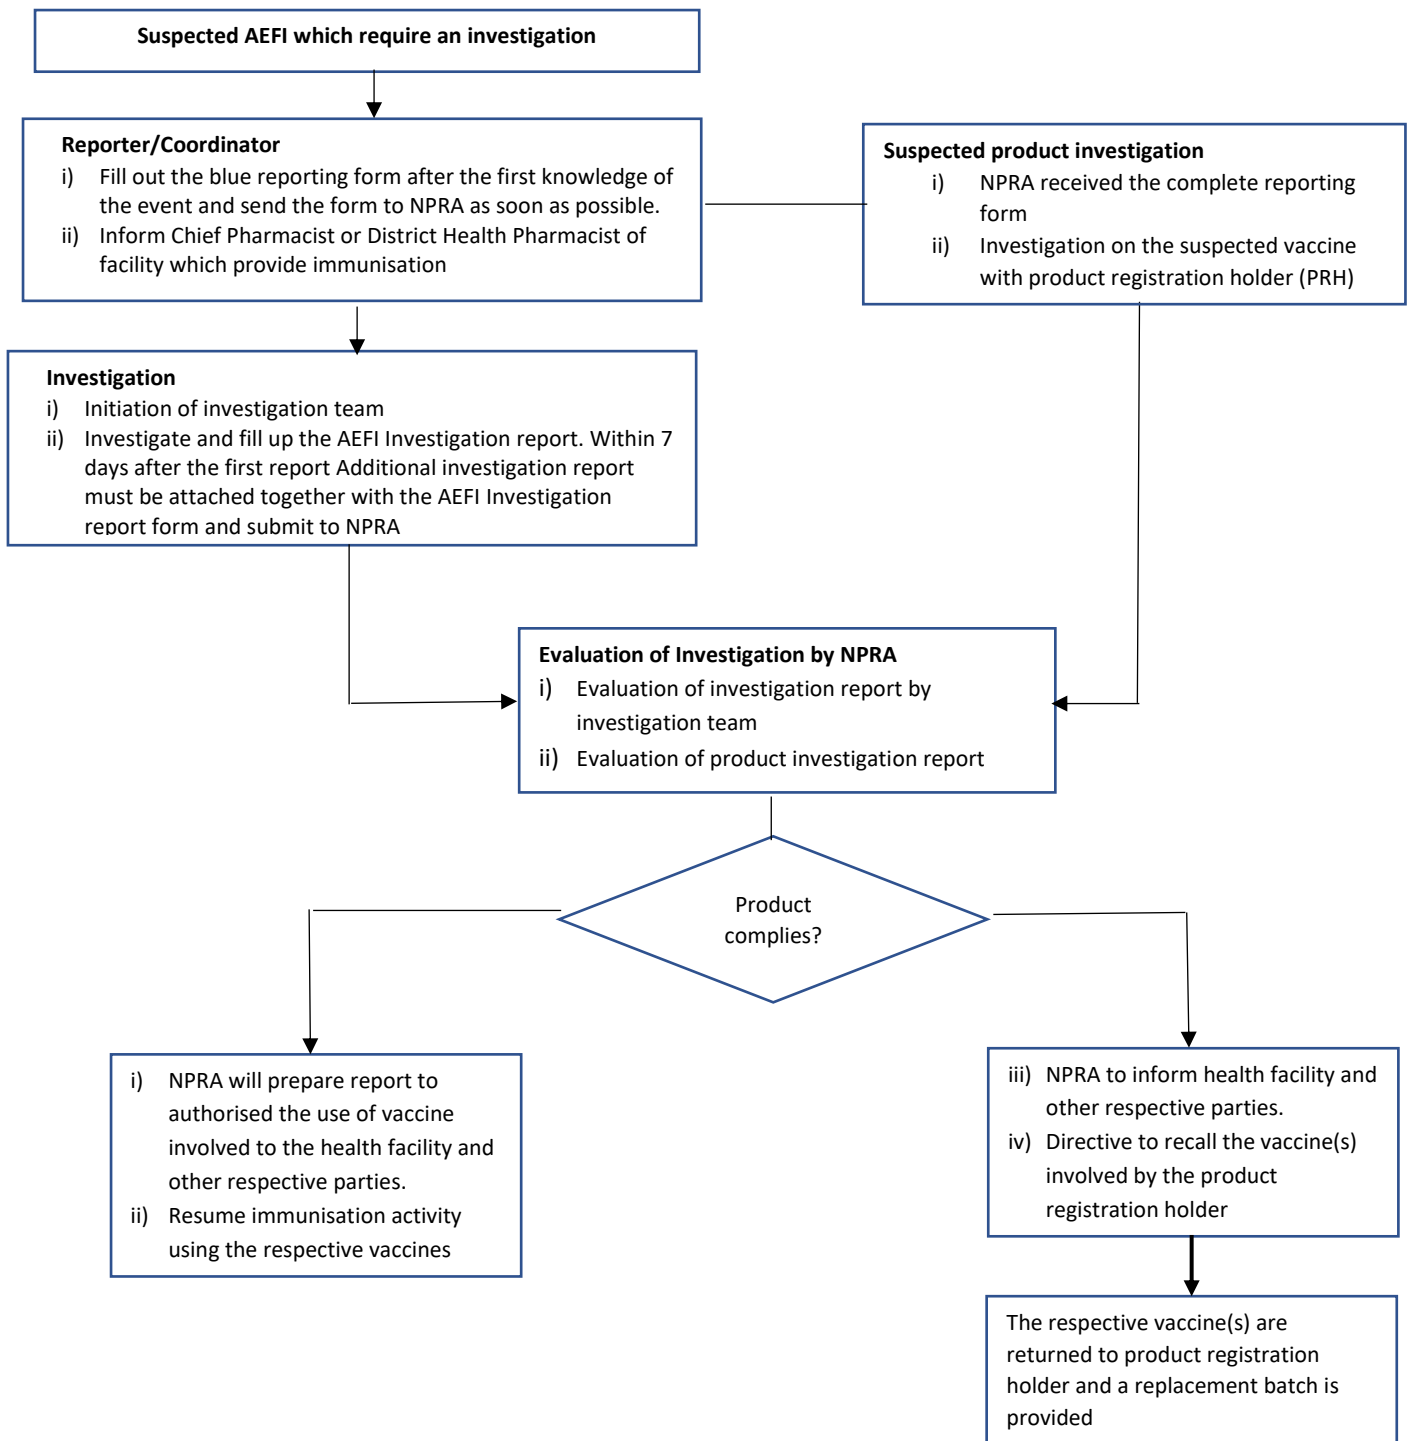 Suspected AEFI which require an investigation
Reporter/Coordinator
i) Fill out the blue reporting form after the first knowledge of
the event and send the form to NPRA as soon as possible.
ii) Inform Chief Pharmacist or District Health Pharmacist of
facility which provide immunisation
Suspected product investigation
i) NPRA received the complete reporting
form
ii) Investigation on the suspected vaccine
with product registration holder (PRH)
Investigation
i) Initiation of investigation team
ii) Investigate and fill up the AEFI Investigation report. Within 7
days after the first report Additional investigation report
must be attached together with the AEFI Investigation
report form and submit to NPRA
Evaluation of Investigation by NPRA
i) Evaluation of investigation report by
investigation team
ii) Evaluation of product investigation report
Product
complies?
i) NPRA will prepare report to
authorised the use of vaccine
involved to the health facility and
other respective parties.
ii) Resume immunisation activity
using the respective vaccines
iii) NPRA to inform health facility and
other respective parties.
iv) Directive to recall the vaccine(s)
involved by the product
registration holder
The respective vaccine(s) are
returned to product registration
holder and a replacement batch is
provided